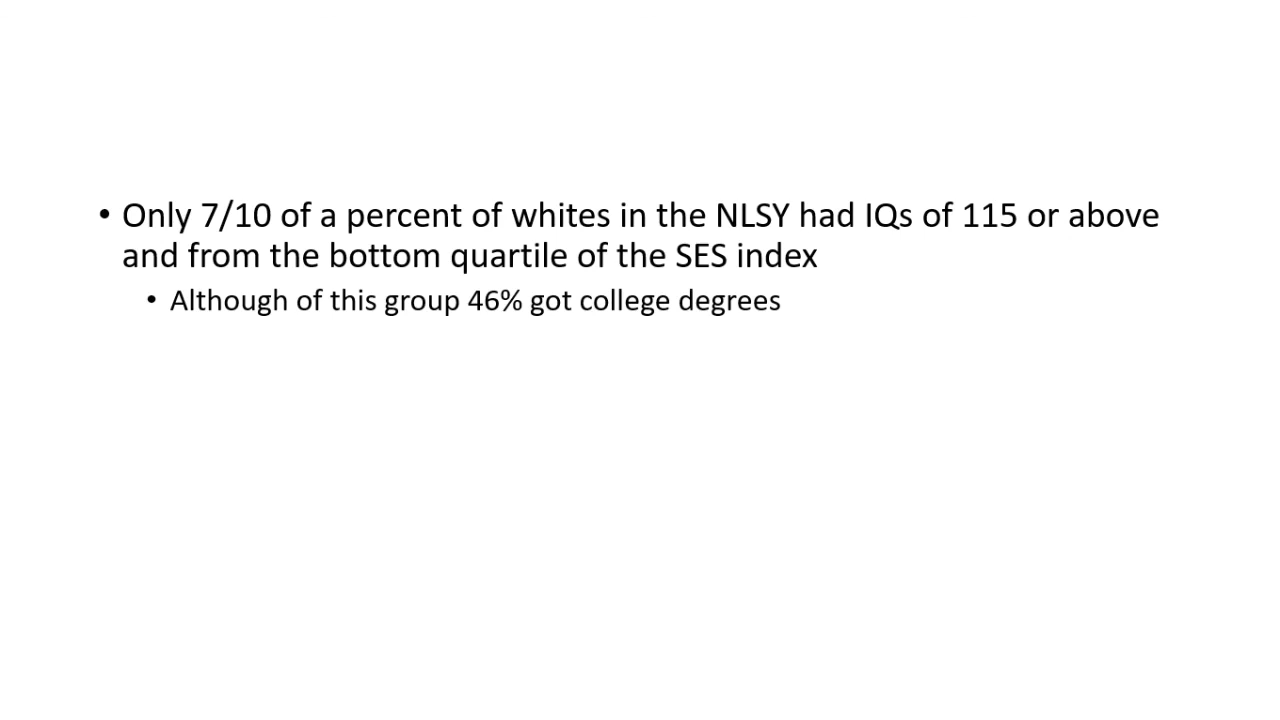 • Only 7/10 of a percent of whites in the NLSY had IQs of 115 or above
and from the bottom quartile of the SES index
• Although of this group 46% got college degrees